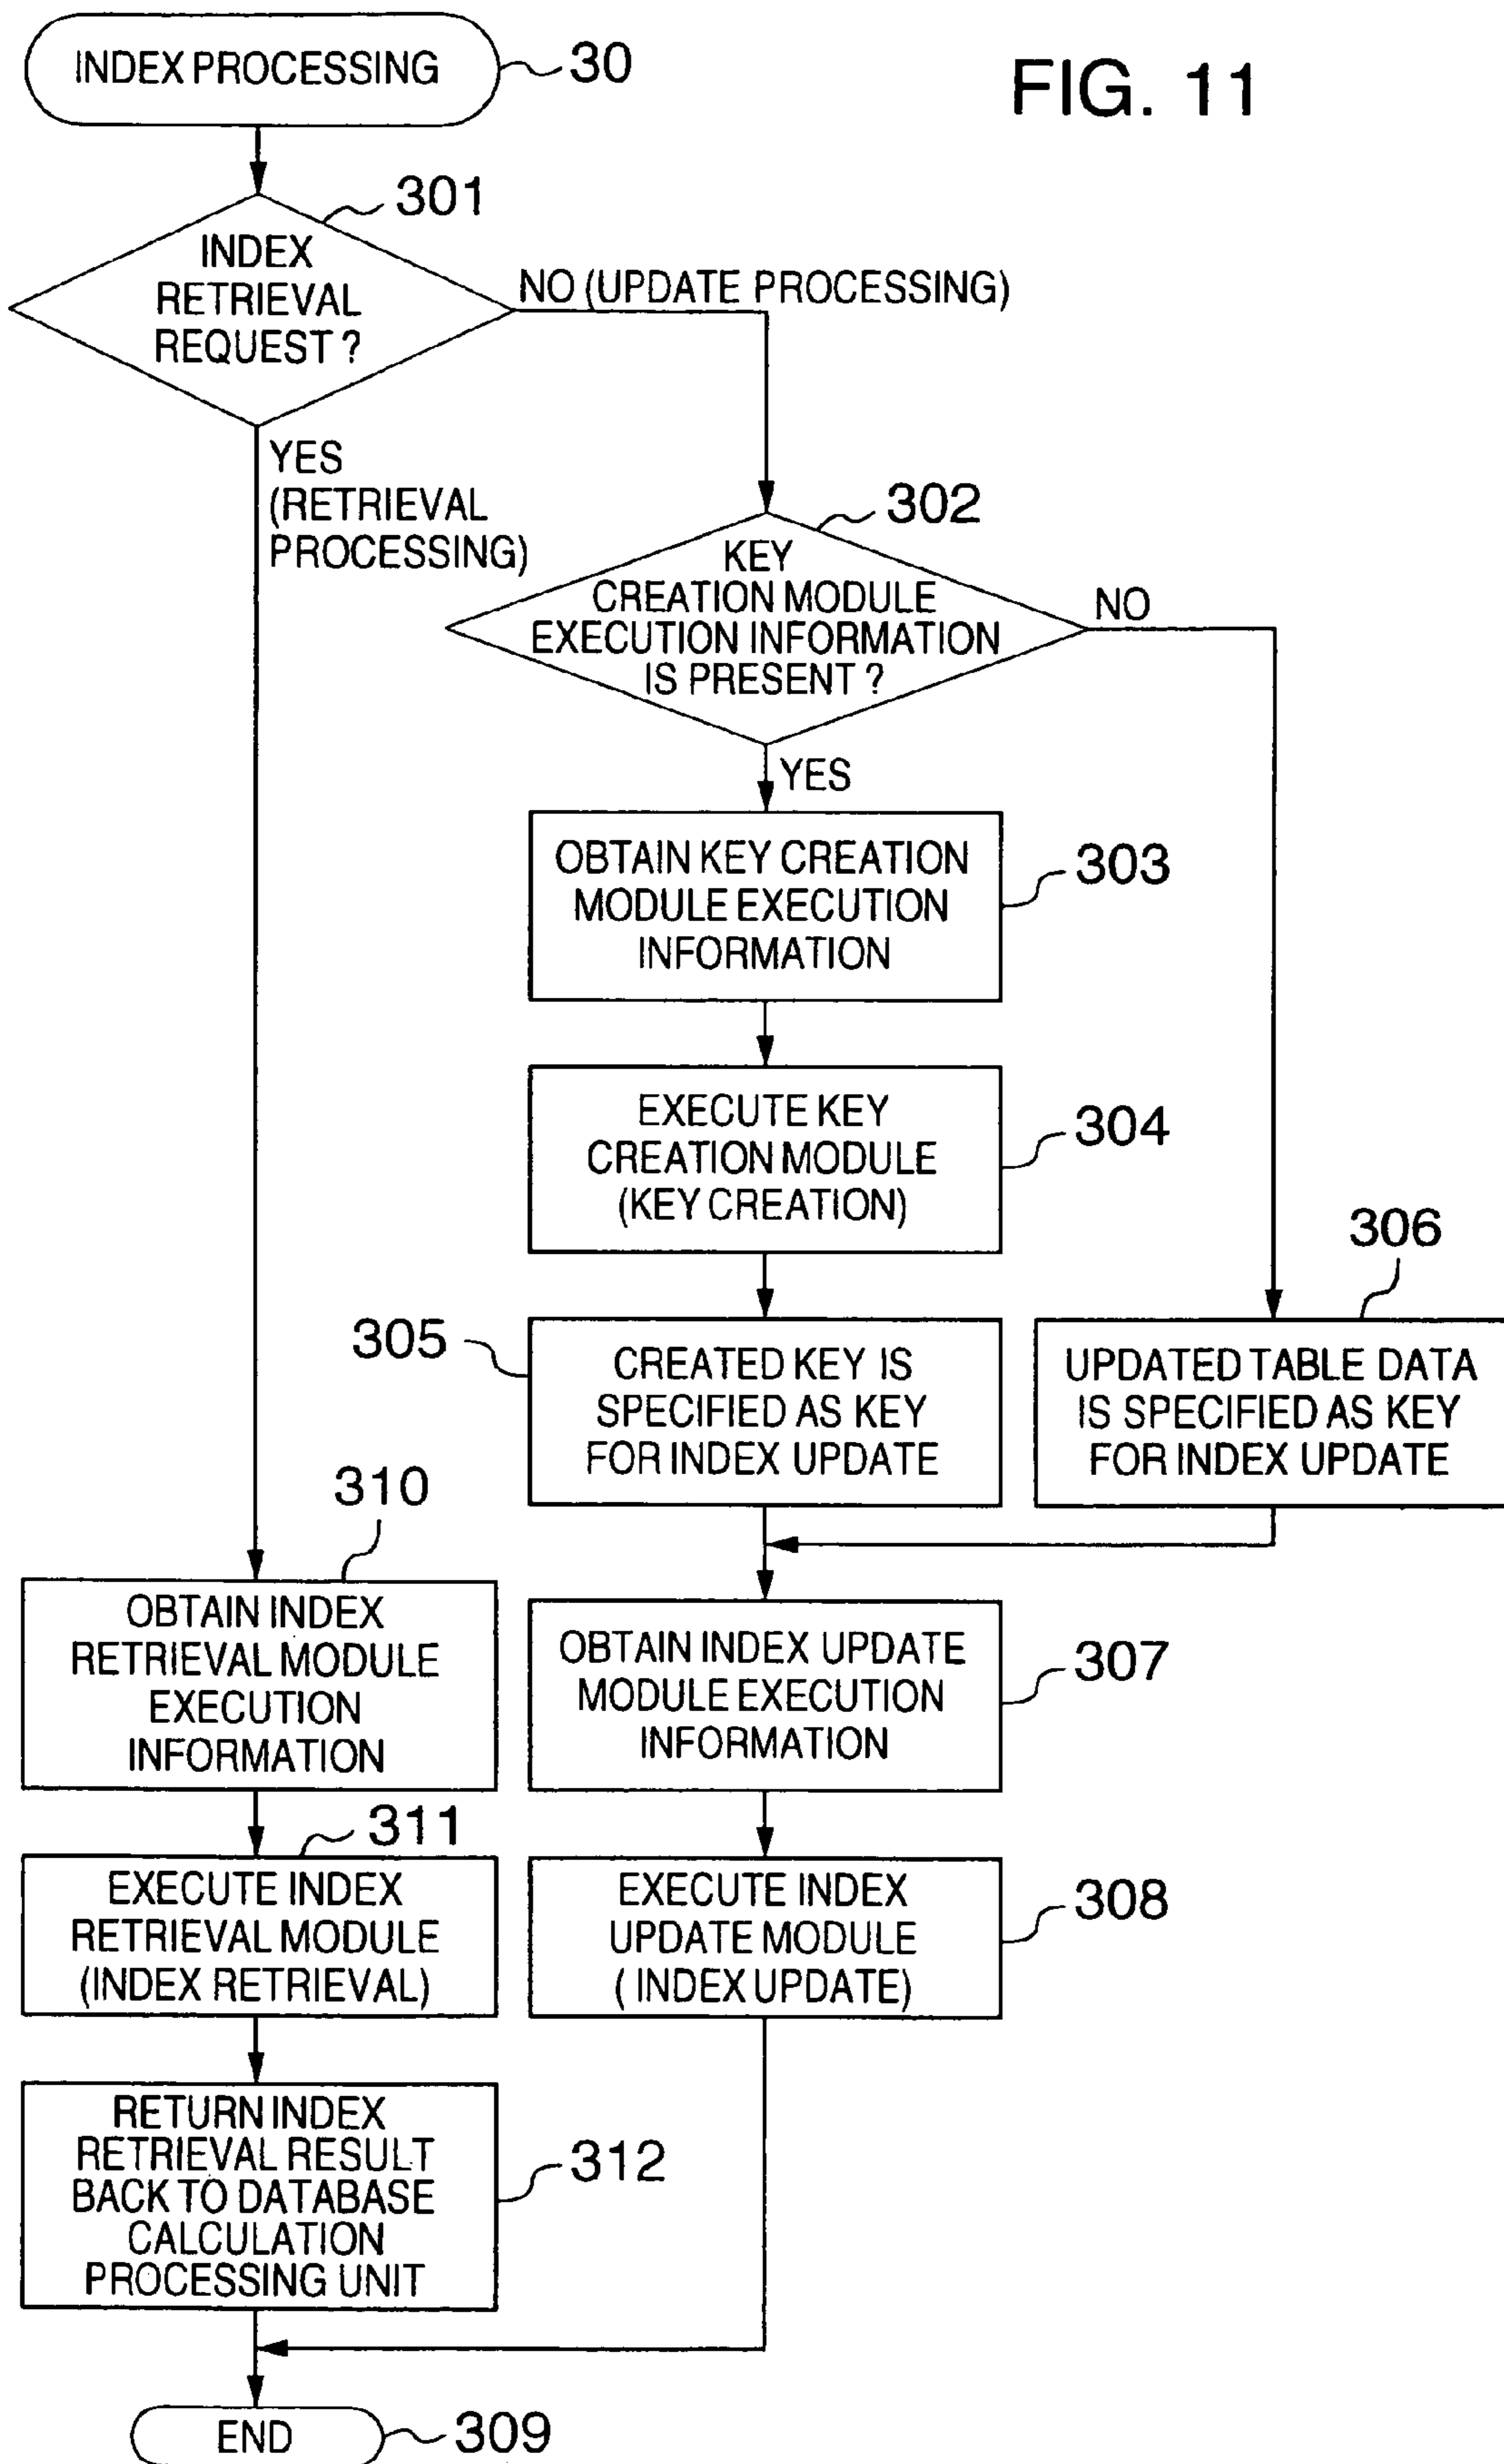 INDEX PROCESSING
30
FIG. 11
301
INDEX
RETRIEVAL
REQUEST ?
NO (UPDATE PROCESSING)
YES
(RETRIEVAL
PROCESSING)
302
KEY
CREATION MODULE
EXECUTION INFORMATION
IS PRESENT ?
NO
YES
OBTAIN KEY CREATION
MODULE EXECUTION
INFORMATION
303
EXECUTE KEY
CREATION MODULE
(KEY CREATION)
304
305
CREATED KEY IS
SPECIFIED AS KEY
FOR INDEX UPDATE
306
UPDATED TABLE DATA
IS SPECIFIED AS KEY
FOR INDEX UPDATE
310
OBTAIN INDEX
RETRIEVAL MODULE
EXECUTION
INFORMATION
OBTAIN INDEX UPDATE
MODULE EXECUTION
INFORMATION
307
311
EXECUTE INDEX
RETRIEVAL MODULE
(INDEX RETRIEVAL)
EXECUTE INDEX
UPDATE MODULE
( INDEX UPDATE)
308
RETURN INDEX
RETRIEVAL RESULT
BACK TO DATABASE
CALCULATION
PROCESSING UNIT
312
END
309